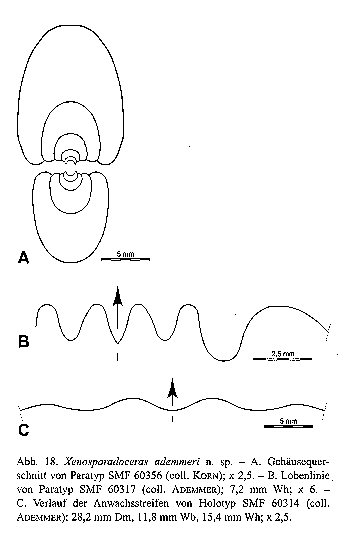 A
5 mm
B
2,5 mm
C
5 mm
Abb. 18. Xenosparadoceras ademmeri n. sp. – A. Gehäusequer-
schnitt von Paratyp SMF 60356 (coll. KORN); x 2,5. – B. Lobenlinie
von Paratyp SMF 60317 (coll. ADEMMER); 7,2 mm Wh; x 6. –
C. Verlauf der Anwachsstreifen von Holotyp SMF 60314 (coll.
ADEMMER): 28,2 mm Dm, 11,8 mm Wb, 15,4 mm Wh; x 2,5.